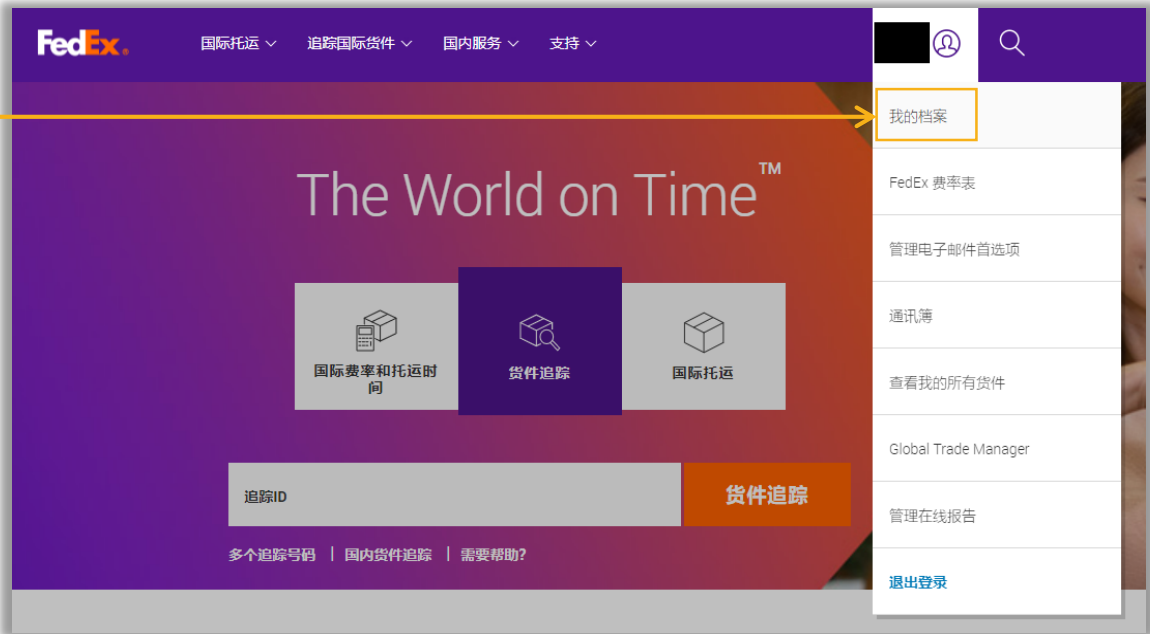 FedEx®
国际托运
追踪国际货件
国内服务
支持
我的档案
FedEx 费率表
管理电子邮件首选项
通讯簿
查看我的所有货件
Global Trade Manager
管理在线报告
退出登录
The World on Time™
国际费率和托运时
间
货件追踪
国际托运
追踪ID
货件追踪
多个追踪号码 | 国内货件追踪 | 需要帮助?